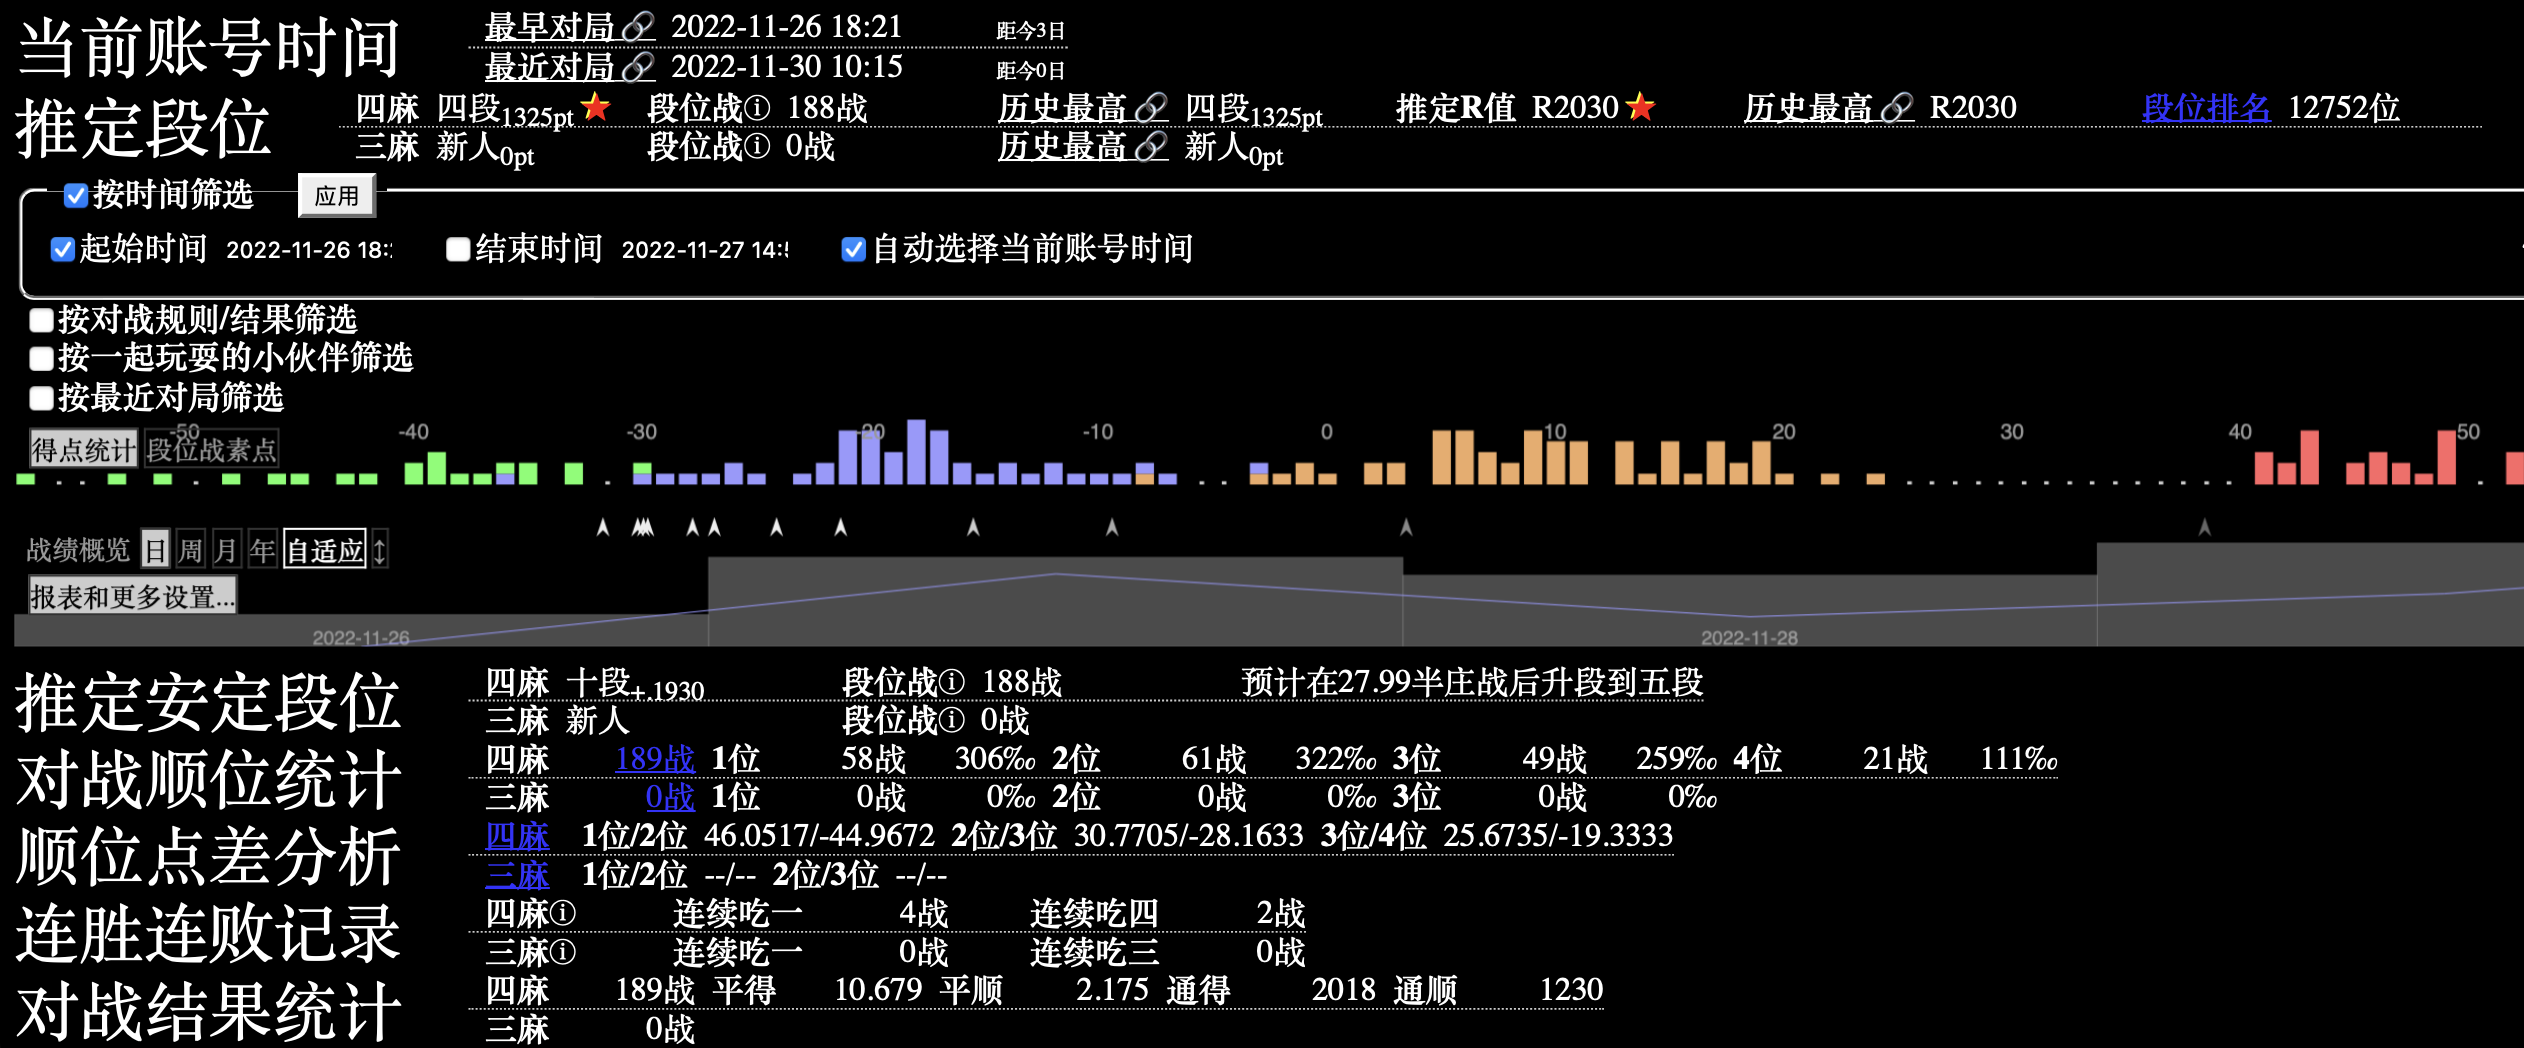 当前账号时间 最早对局🔗 2022-11-26 18:21 距今3日
最近对局🔗 2022-11-30 10:15 距今0日
推定段位 四麻 四段1325pt⭐ 段位战ⓘ 188战 历史最高🔗 四段1325pt 推定R值 R2030⭐ 历史最高🔗 R2030 段位排名 12752位
三麻 新人0pt 段位战ⓘ 0战 历史最高🔗 新人0pt
按时间筛选 应用
起始时间 2022-11-26 18: 结束时间 2022-11-27 14: 自动选择当前账号时间
按对战规则/结果筛选
按一起玩耍的小伙伴筛选
按最近对局筛选
-50 -40 -30 -20 -10 0 10 20 30 40 50
得点统计 段位战素点
战绩概览 日 周 月 年 自适应 ↕
报表和更多设置...
2022-11-26 2022-11-28
推定安定段位 四麻 十段+.1930 段位战ⓘ 188战 预计在27.99半庄战后升段到五段
三麻 新人 段位战ⓘ 0战
对战顺位统计 四麻 189战 1位 58战 306‰ 2位 61战 322‰ 3位 49战 259‰ 4位 21战 111‰
三麻 0战 1位 0战 0‰ 2位 0战 0‰ 3位 0战 0‰
顺位点差分析 四麻 1位/2位 46.0517/-44.9672 2位/3位 30.7705/-28.1633 3位/4位 25.6735/-19.3333
三麻 1位/2位 --/-- 2位/3位 --/--
连胜连败记录 四麻ⓘ 连续吃一 4战 连续吃四 2战
三麻ⓘ 连续吃一 0战 连续吃三 0战
对战结果统计 四麻 189战 平得 10.679 平顺 2.175 通得 2018 通顺 1230
三麻 0战